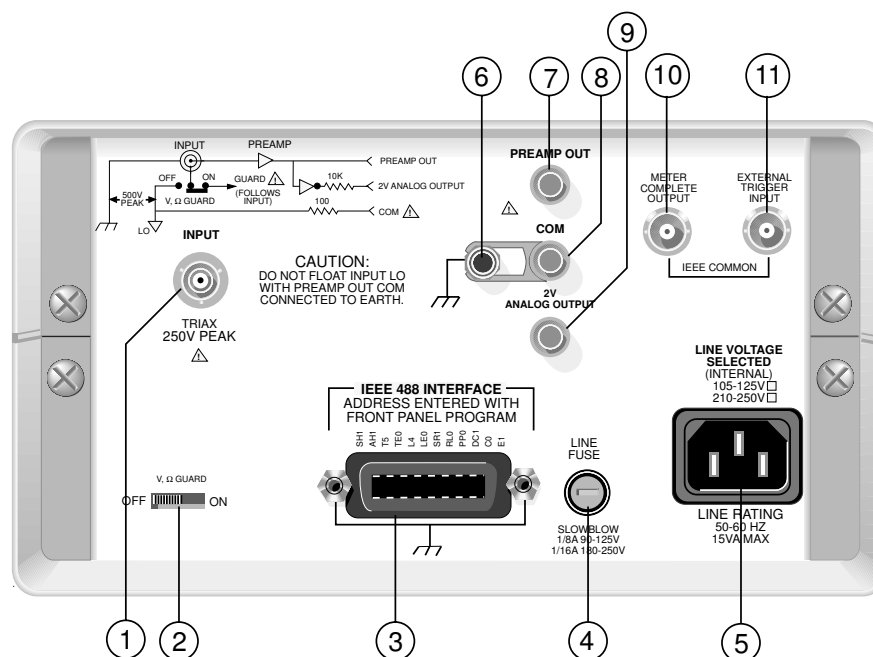 9
6
7
8
10
11
INPUT
PREAMP
PREAMP OUT
OFF
ON
GUARD
(FOLLOWS
INPUT)
10K
2V ANALOG OUTPUT
500V
PEAK
V, Ω GUARD
100
COM
LO
INPUT
TRIAX
250V PEAK
CAUTION:
DO NOT FLOAT INPUT LO
WITH PREAMP OUT COM
CONNECTED TO EARTH.
PREAMP OUT
COM
2V
ANALOG OUTPUT
METER
COMPLETE
OUTPUT
EXTERNAL
TRIGGER
INPUT
IEEE COMMON
LINE VOLTAGE
SELECTED
(INTERNAL)
105-125V
210-250V
IEEE 488 INTERFACE
ADDRESS ENTERED WITH
FRONT PANEL PROGRAM
SH1
AH1
T5
TE0
L4
LE0
SR1
RL0
PP0
DC1
C0
E1
LINE
FUSE
SLOWBLOW
1/8A 90-125V
1/16A 180-250V
LINE RATING
50-60 HZ
15VA MAX
V, Ω GUARD
OFF
ON
1
2
3
4
5